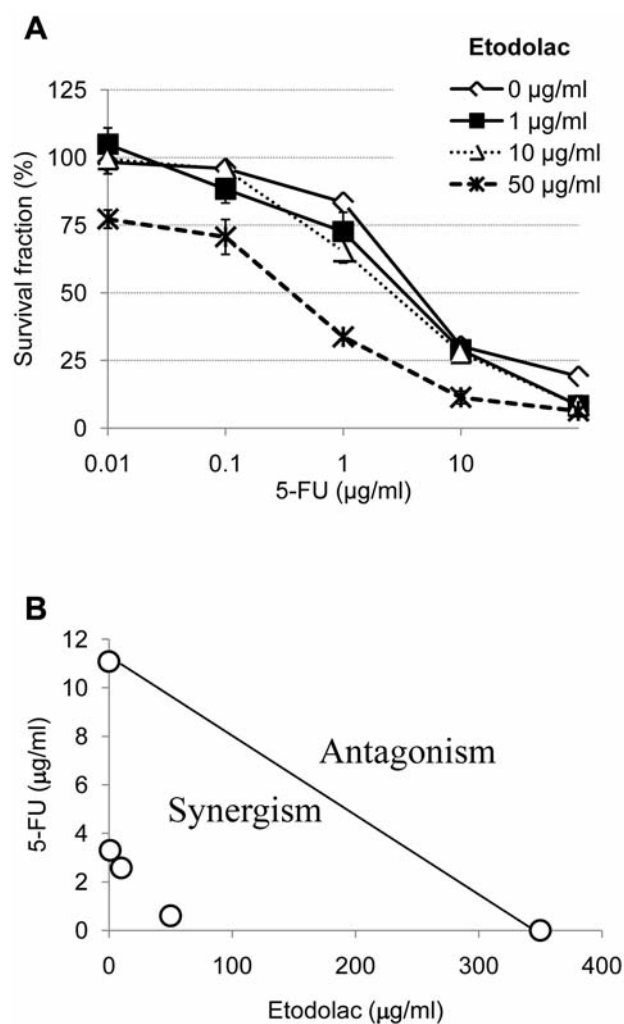 A
Etodolac
0 µg/ml
1 µg/ml
10 µg/ml
50 µg/ml
Survival fraction (%)
125
100
75
50
25
0
0.01 0.1 1 10
5-FU (µg/ml)
B
5-FU (µg/ml)
12
10
8
6
4
2
0
Antagonism
Synergism
0 100 200 300 400
Etodolac (µg/ml)